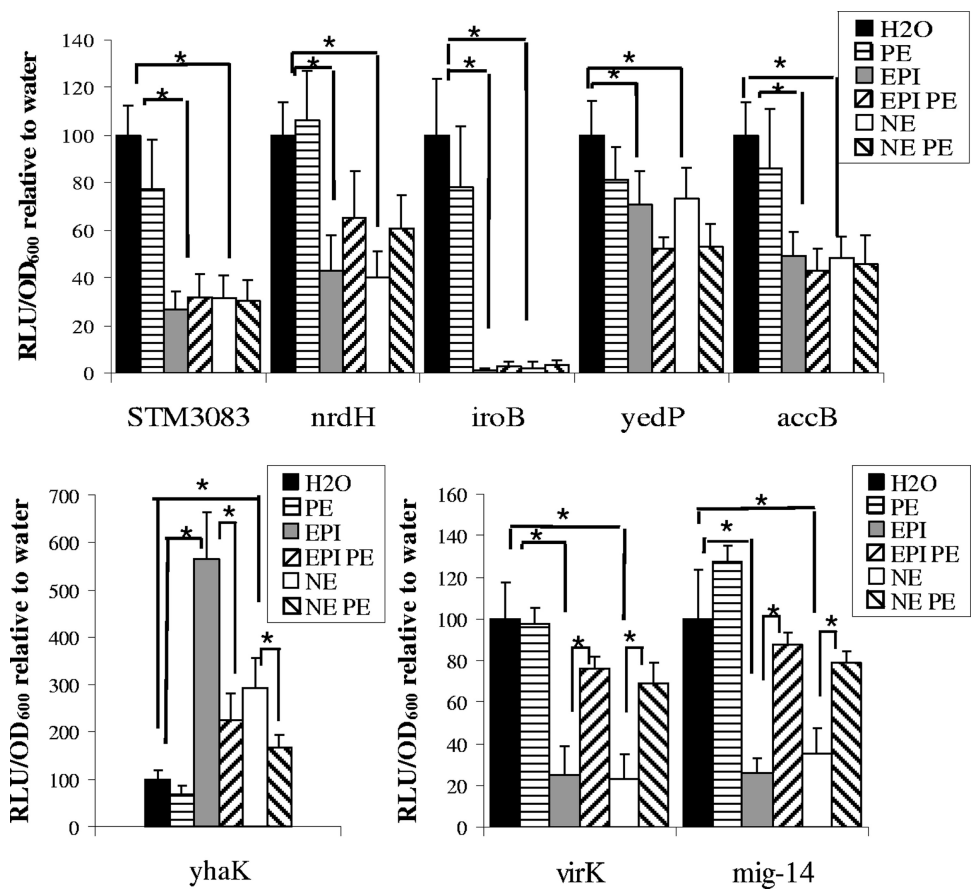 RLU/OD600 relative to water
140
120
100
80
60
40
20
0
* * * * * * * * * *
STM3083 nrdH iroB yedP accB
H2O
PE
EPI
EPI PE
NE
NE PE
RLU/OD600 relative to water
700
600
500
400
300
200
100
0
* * * *
yhaK
H2O
PE
EPI
EPI PE
NE
NE PE
RLU/OD600 relative to water
160
140
120
100
80
60
40
20
0
* * * * * * * *
virK mig-14
H2O
PE
EPI
EPI PE
NE
NE PE